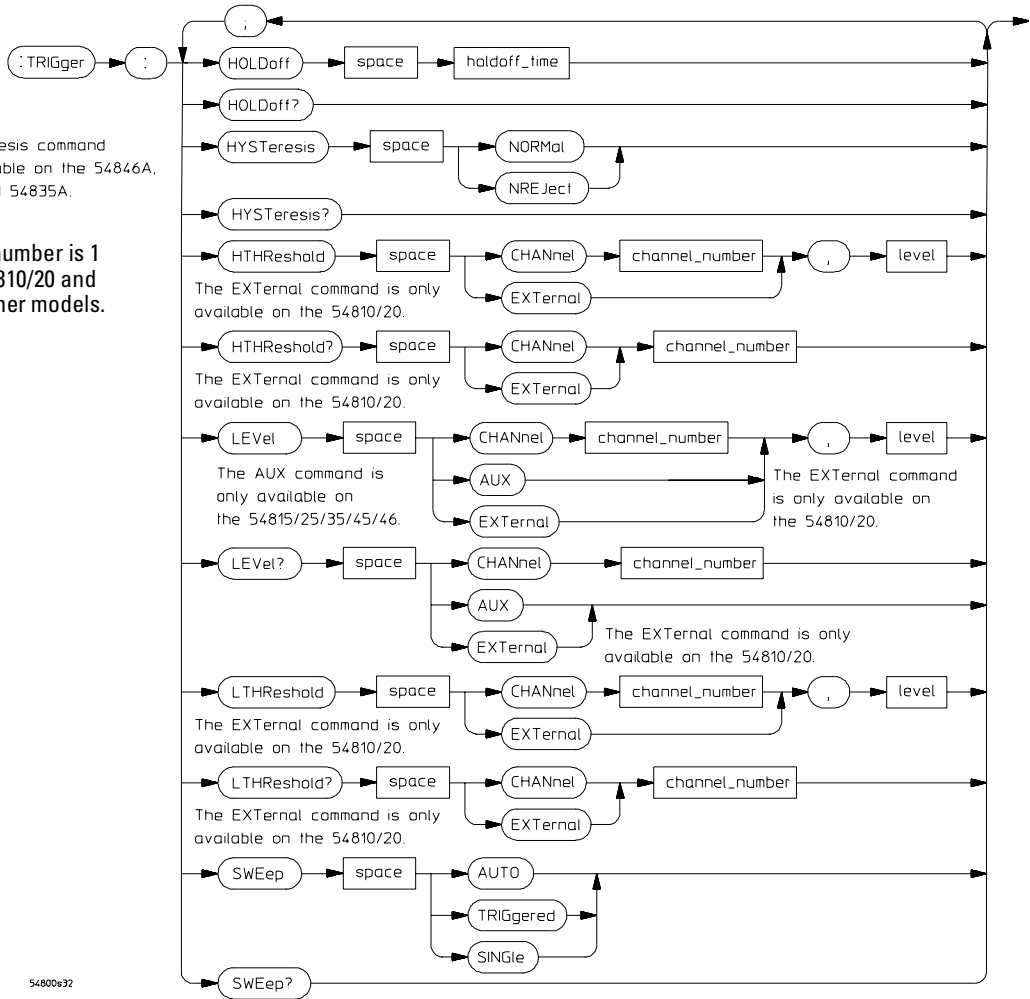 ;
:TRIGger : HOLDoff space holdoff_time
HOLDoff?
esis command
able on the 54846A,
54835A.
HYSTeresis space NORMal
NREJect
HYSTeresis?
number is 1
310/20 and
ner models.
HTHReshold space CHANnel channel_number , level
EXTernal
The EXTernal command is only
available on the 54810/20.
HTHReshold? space CHANnel channel_number
EXTernal
The EXTernal command is only
available on the 54810/20.
LEVel space CHANnel channel_number , level
AUX
EXTernal
The AUX command is
only available on
the 54815/25/35/45/46.
The EXTernal command
is only available on
the 54810/20.
LEVel? space CHANnel channel_number
AUX
EXTernal
The EXTernal command is only
available on the 54810/20.
LTHReshold space CHANnel channel_number , level
EXTernal
The EXTernal command is only
available on the 54810/20.
LTHReshold? space CHANnel channel_number
EXTernal
The EXTernal command is only
available on the 54810/20.
SWEep space AUTO
TRIGgered
SINGle
SWEep?
54800s32